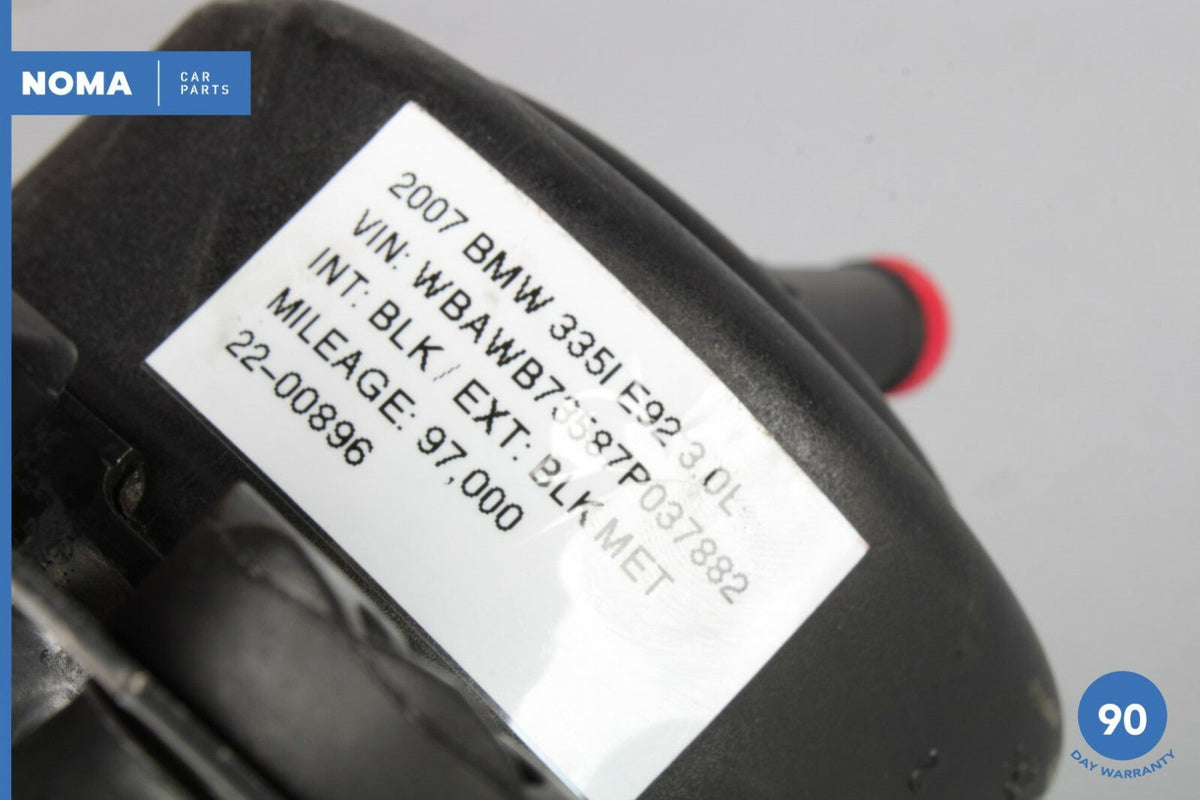 NOMA
CAR
PARTS
2007 BMW 335I E92 3.0L
VIN: WBAWB73587P037882
INT: BLK / EXT: BLK MET
MILEAGE: 97,000
22-00896
90
DAY WARRANTY